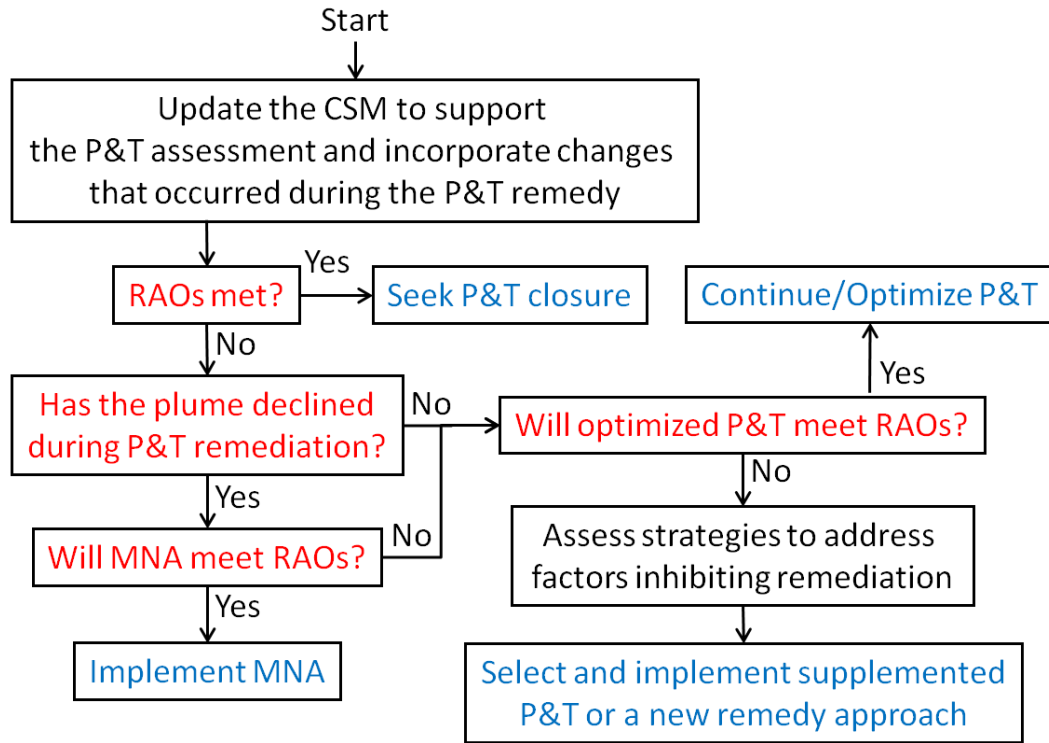 Start
Update the CSM to support
the P&T assessment and incorporate changes
that occurred during the P&T remedy
RAOs met?
Yes
Seek P&T closure
Continue/Optimize P&T
No
Yes
Has the plume declined
during P&T remediation?
No
Will optimized P&T meet RAOs?
Yes
No
Will MNA meet RAOs?
No
Assess strategies to address
factors inhibiting remediation
Yes
Implement MNA
Select and implement supplemented
P&T or a new remedy approach